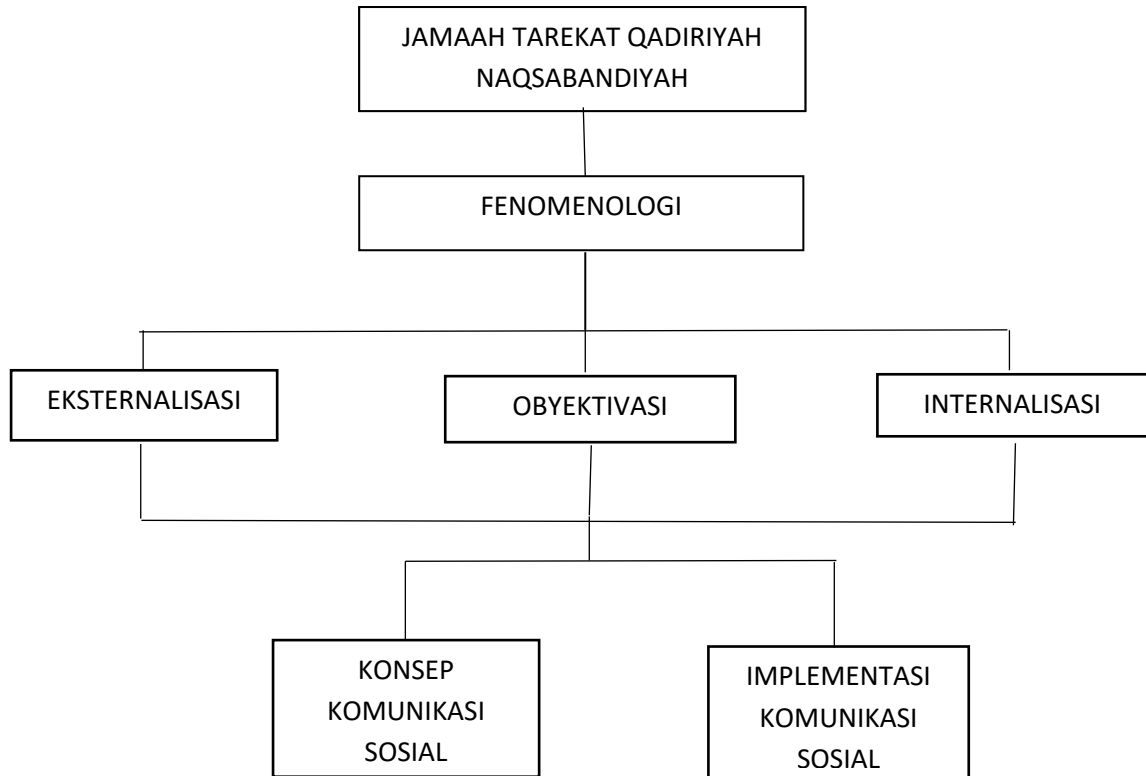 JAMAAH TAREKAT QADIRIYAH
NAQSABANDIYAH
FENOMENOLOGI
EKSTERNALISASI
OBYEKTIVASI
INTERNALISASI
KONSEP
KOMUNIKASI
SOSIAL
IMPLEMENTASI
KOMUNIKASI
SOSIAL